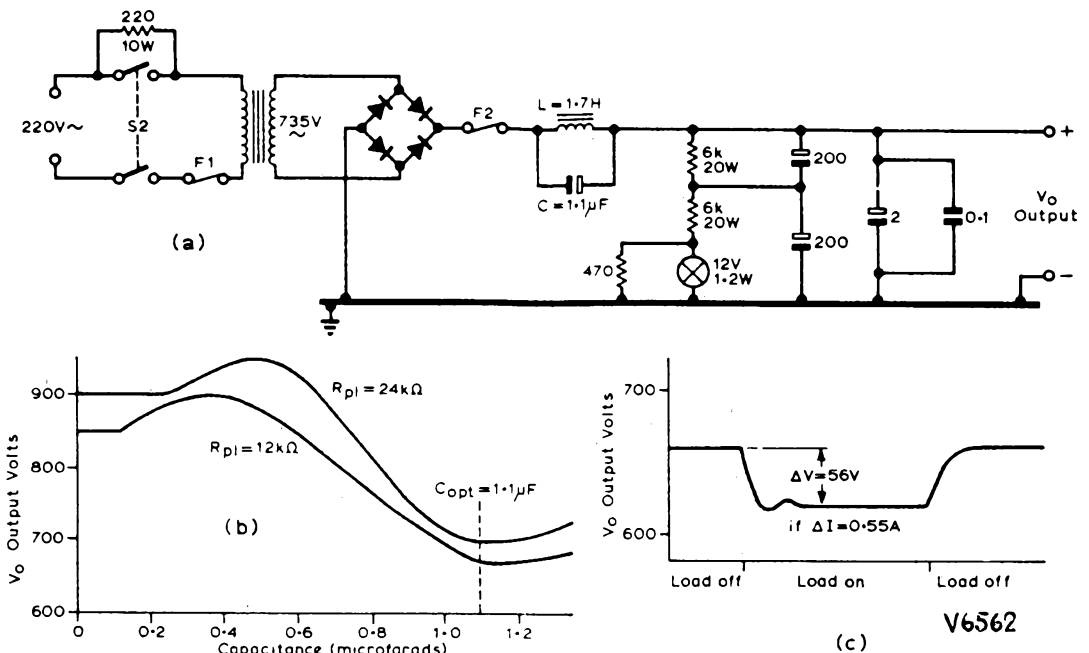 220
10W
220V~
S2
F1
735V
~
F2
L = 1·7H
C = 1·1µF
6k
20W
6k
20W
470
12V
1·2W
200
200
2
0·1
+
Vo
Output
−
(a)
Vo Output Volts
900
800
700
600
Rpl=24kΩ
Rpl=12kΩ
Copt=1·1µF
(b)
0
0·2
0·4
0·6
0·8
1·0
1·2
Capacitance (microfarads)
Vo Output Volts
700
600
ΔV=56V
if ΔI=0·55A
Load off
Load on
Load off
V6562
(c)